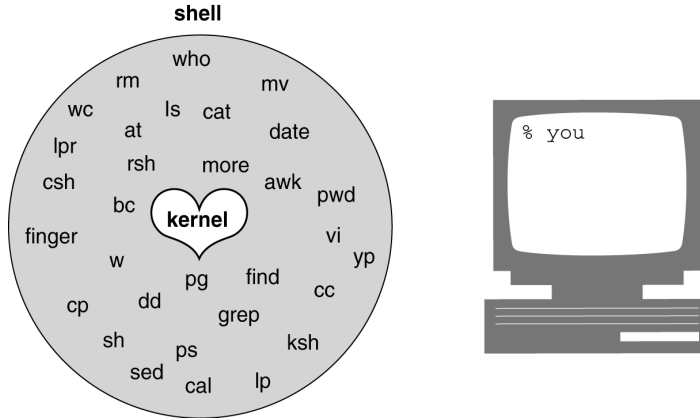 shell
who
rm
mv
wc
ls
cat
lpr
at
date
csh
rsh
more
awk
pwd
bc
kernel
finger
vi
w
yp
pg
find
cc
cp
dd
grep
sh
ps
ksh
sed
cal
lp
% you